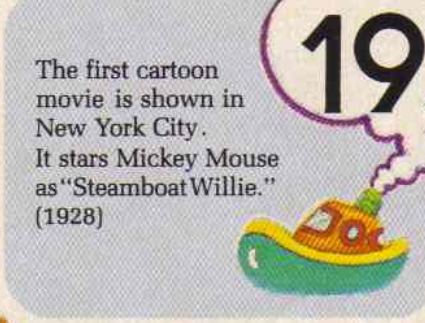 19
The first cartoon
movie is shown in
New York City.
It stars Mickey Mouse
as “Steamboat Willie.”
(1928)